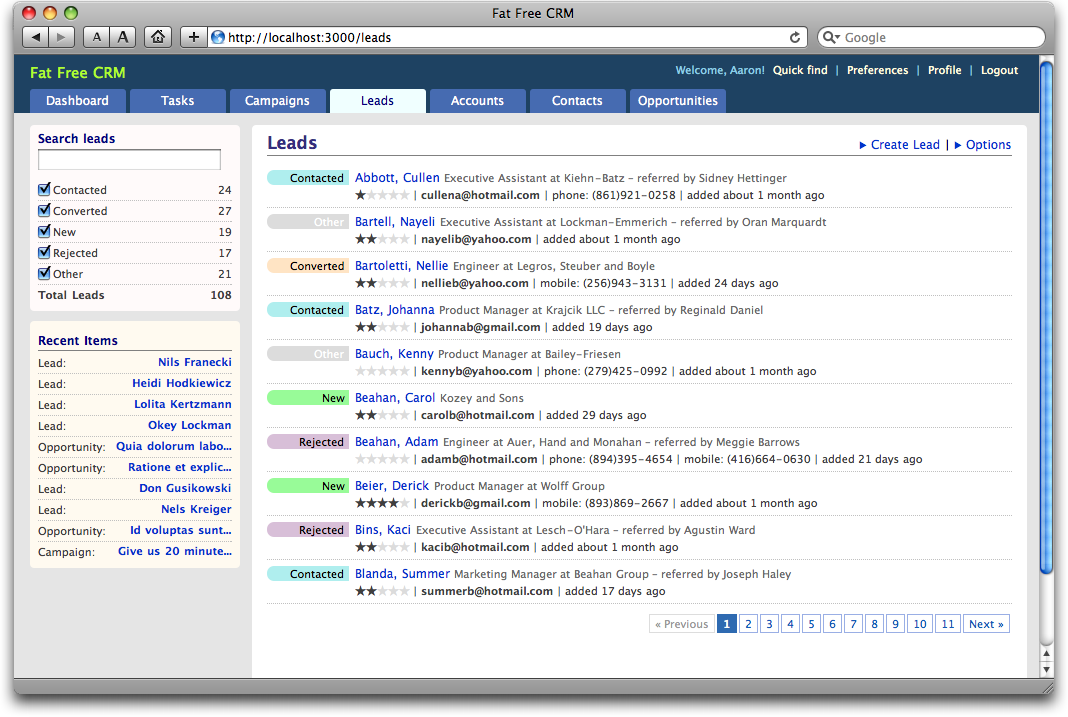 Fat Free CRM
A A + http://localhost:3000/leads Google
Fat Free CRM
Welcome, Aaron! Quick find | Preferences | Profile | Logout
Dashboard Tasks Campaigns Leads Accounts Contacts Opportunities
Search leads
Contacted 24
Converted 27
New 19
Rejected 17
Other 21
Total Leads 108
Recent Items
Lead: Nils Franecki
Lead: Heidi Hodkiewicz
Lead: Lolita Kertzmann
Lead: Okey Lockman
Opportunity: Quia dolorum labo...
Opportunity: Ratione et explic...
Lead: Don Gusikowski
Lead: Nels Kreiger
Opportunity: Id voluptas sunt...
Campaign: Give us 20 minute...
Leads
▶ Create Lead | ▶ Options
Contacted Abbott, Cullen Executive Assistant at Kiehn-Batz - referred by Sidney Hettinger
★★★★★ | cullena@hotmail.com | phone: (861)921-0258 | added about 1 month ago
Other Bartell, Nayeli Executive Assistant at Lockman-Emmerich - referred by Oran Marquardt
★★★★★ | nayelib@yahoo.com | added about 1 month ago
Converted Bartoletti, Nellie Engineer at Legros, Steuber and Boyle
★★★★★ | nellieb@yahoo.com | mobile: (256)943-3131 | added 24 days ago
Contacted Batz, Johanna Product Manager at Krajcik LLC - referred by Reginald Daniel
★★★★★ | johannab@gmail.com | added 19 days ago
Other Bauch, Kenny Product Manager at Bailey-Friesen
★★★★★ | kennyb@yahoo.com | phone: (279)425-0992 | added about 1 month ago
New Beahan, Carol Kozey and Sons
★★★★★ | carolb@hotmail.com | added 29 days ago
Rejected Beahan, Adam Engineer at Auer, Hand and Monahan - referred by Meggie Barrows
★★★★★ | adamb@hotmail.com | phone: (894)395-4654 | mobile: (416)664-0630 | added 21 days ago
New Beier, Derick Product Manager at Wolff Group
★★★★★ | derickb@gmail.com | mobile: (893)869-2667 | added about 1 month ago
Rejected Bins, Kaci Executive Assistant at Lesch-O'Hara - referred by Agustin Ward
★★★★★ | kacib@hotmail.com | added about 1 month ago
Contacted Blanda, Summer Marketing Manager at Beahan Group - referred by Joseph Haley
★★★★★ | summerb@hotmail.com | added 17 days ago
« Previous 1 2 3 4 5 6 7 8 9 10 11 Next »